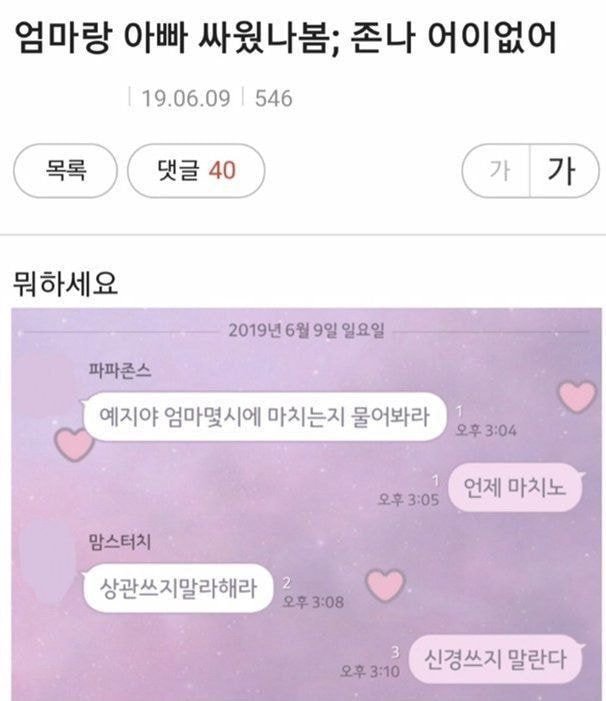 엄마랑 아빠 싸웠나봄; 존나 어이없어
19.06.09 546
목록 댓글 40 가 가
뭐하세요
2019년 6월 9일 일요일
파파존스
예지야 엄마몇시에 마치는지 물어봐라 1
오후 3:04
1 언제 마치노
오후 3:05
맘스터치
상관쓰지말라해라 2
오후 3:08
3 신경쓰지 말란다
오후 3:10